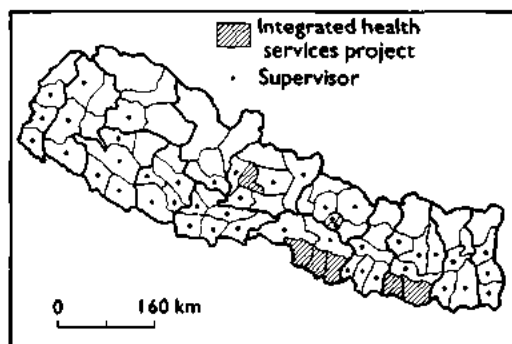 Integrated health
services project
Supervisor
0 160 km